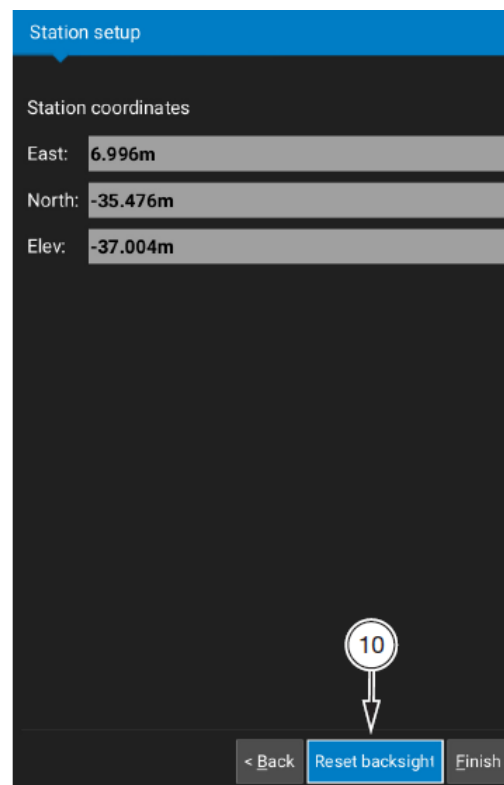 Station setup
Station coordinates
East: 6.996m
North: -35.476m
Elev: -37.004m
10
< Back Reset backsight Finish